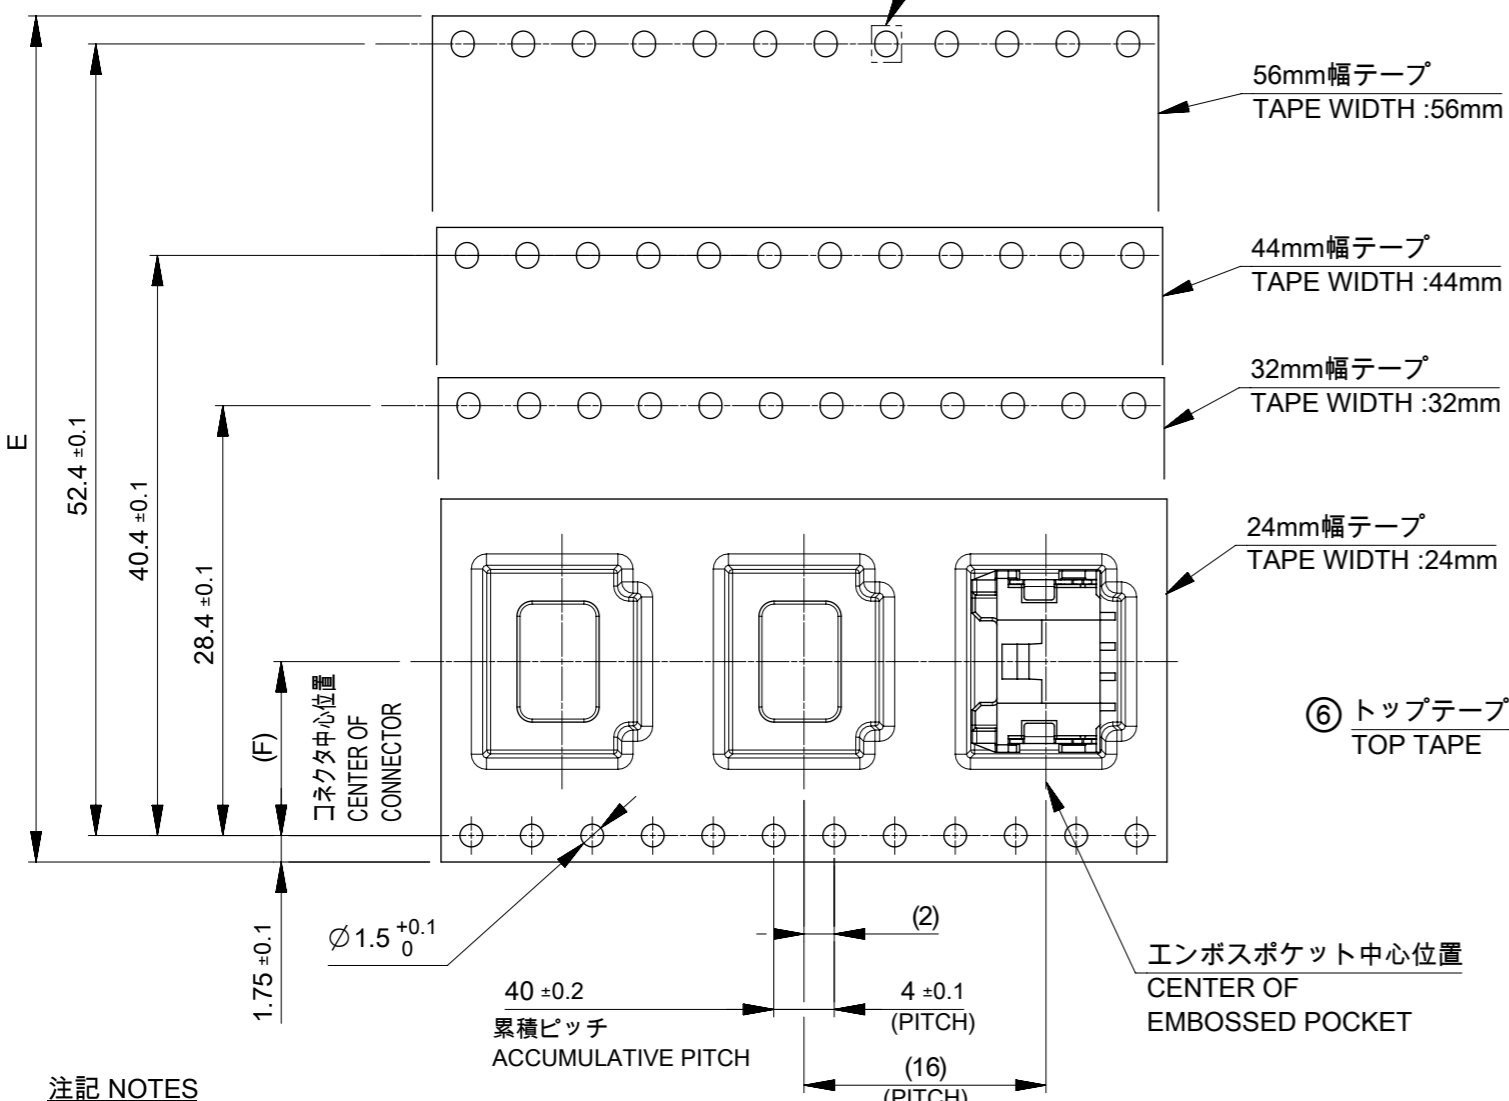 56mm幅テープ
TAPE WIDTH :56mm
44mm幅テープ
TAPE WIDTH :44mm
32mm幅テープ
TAPE WIDTH :32mm
24mm幅テープ
TAPE WIDTH :24mm
E
52.4 ±0.1
40.4 ±0.1
28.4 ±0.1
(F)
コネクタ中心位置
CENTER OF
CONNECTOR
⑥ トップテープ
TOP TAPE
1.75 ±0.1
∅1.5 +0.1 0
(2)
40 ±0.2
累積ピッチ
ACCUMULATIVE PITCH
4 ±0.1
(PITCH)
(16)
(PITCH)
エンボスポケット中心位置
CENTER OF
EMBOSSED POCKET
注記 NOTES